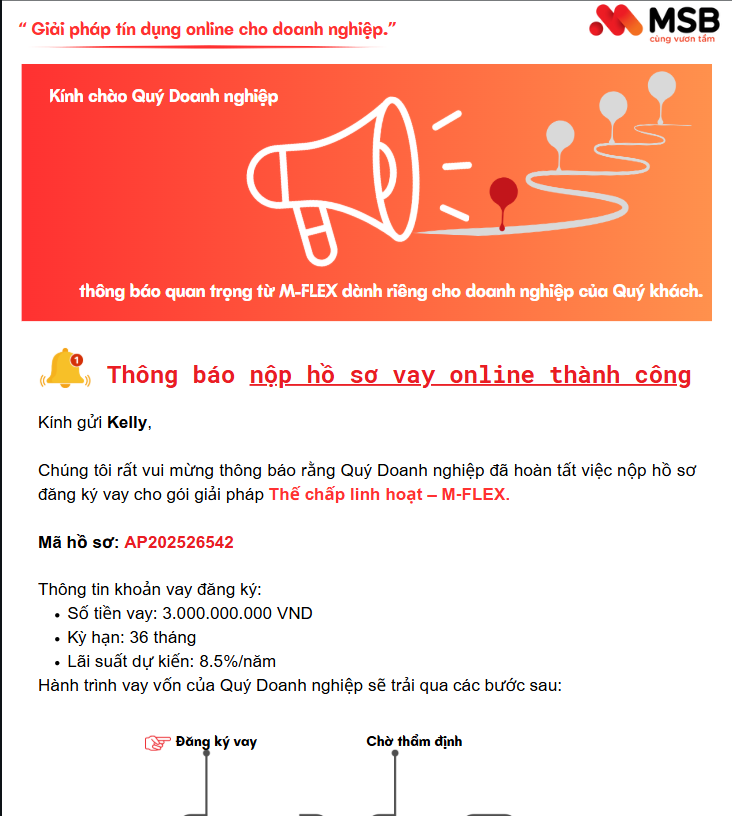 “ Giải pháp tín dụng online cho doanh nghiệp.”
MSB
cùng vươn tầm
Kính chào Quý Doanh nghiệp
thông báo quan trọng từ M-FLEX dành riêng cho doanh nghiệp của Quý khách.
1
Thông báo nộp hồ sơ vay online thành công
Kính gửi Kelly,
Chúng tôi rất vui mừng thông báo rằng Quý Doanh nghiệp đã hoàn tất việc nộp hồ sơ
đăng ký vay cho gói giải pháp Thế chấp linh hoạt – M-FLEX.
Mã hồ sơ: AP202526542
Thông tin khoản vay đăng ký:
• Số tiền vay: 3.000.000.000 VND
• Kỳ hạn: 36 tháng
• Lãi suất dự kiến: 8.5%/năm
Hành trình vay vốn của Quý Doanh nghiệp sẽ trải qua các bước sau:
Đăng ký vay
Chờ thẩm định